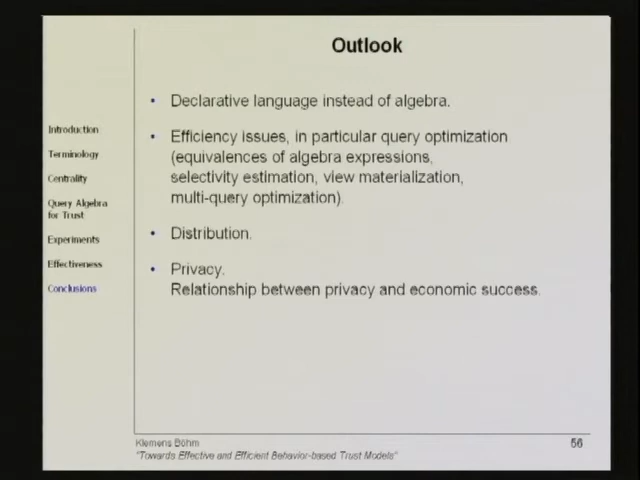 Outlook
Introduction
Terminology
Centrality
Query Algebra
for Trust
Experiments
Effectiveness
Conclusions
• Declarative language instead of algebra.
• Efficiency issues, in particular query optimization
(equivalences of algebra expressions,
selectivity estimation, view materialization,
multi-query optimization).
• Distribution.
• Privacy.
Relationship between privacy and economic success.
Klemens Böhm
"Towards Effective and Efficient Behavior-based Trust Models"
56